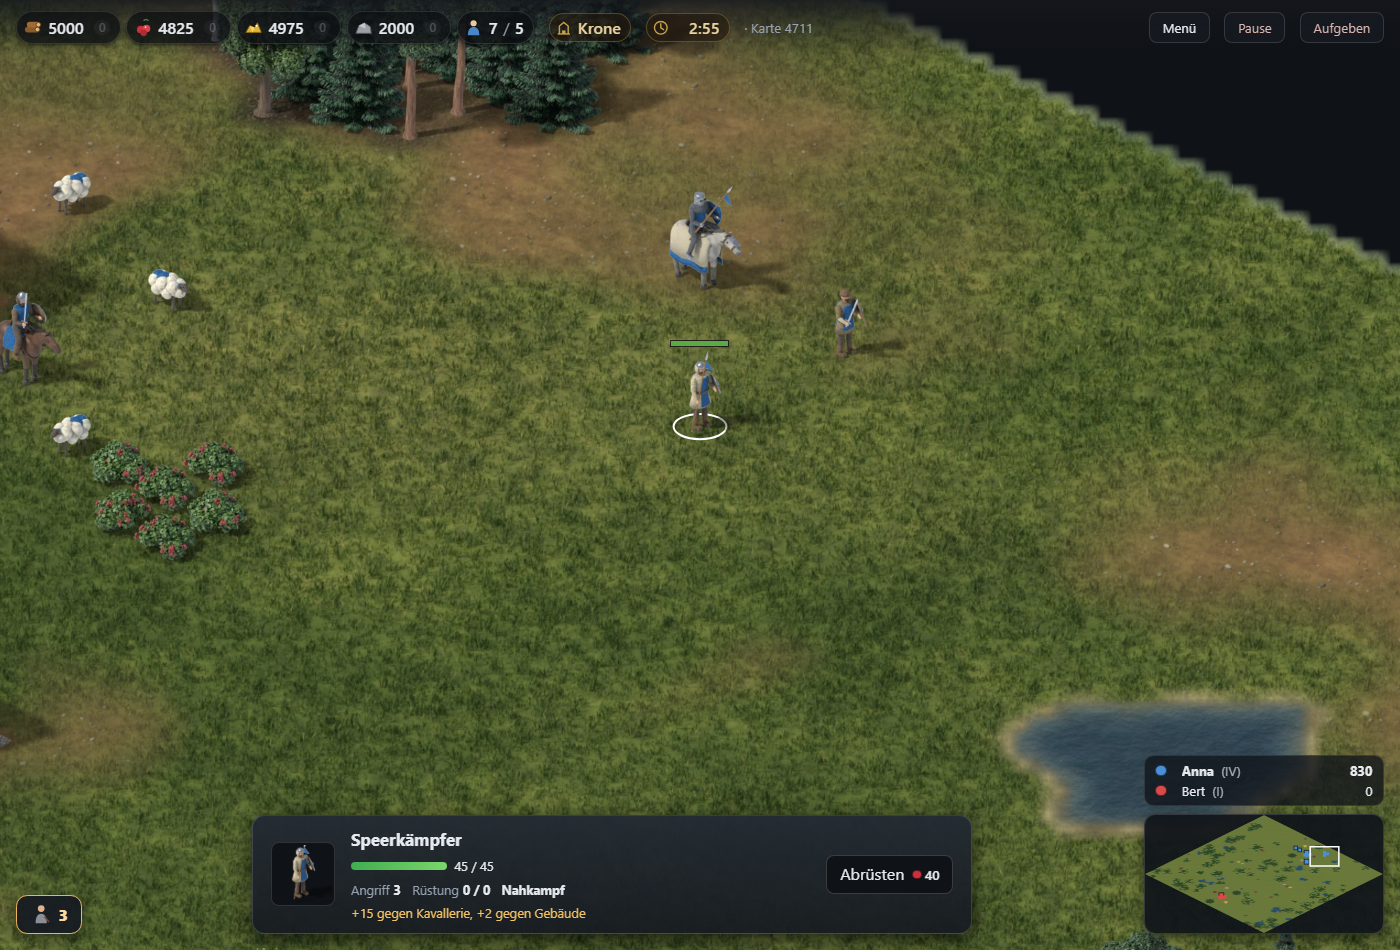 5000 0 4825 0 4975 0 2000 0 7 / 5 Krone 2:55 · Karte 4711 Menü Pause Aufgeben
Anna (IV) 830
Bert (I) 0
Speerkämpfer
45 / 45
Angriff 3 Rüstung 0 / 0 Nahkampf
+15 gegen Kavallerie, +2 gegen Gebäude
Abrüsten 40
3